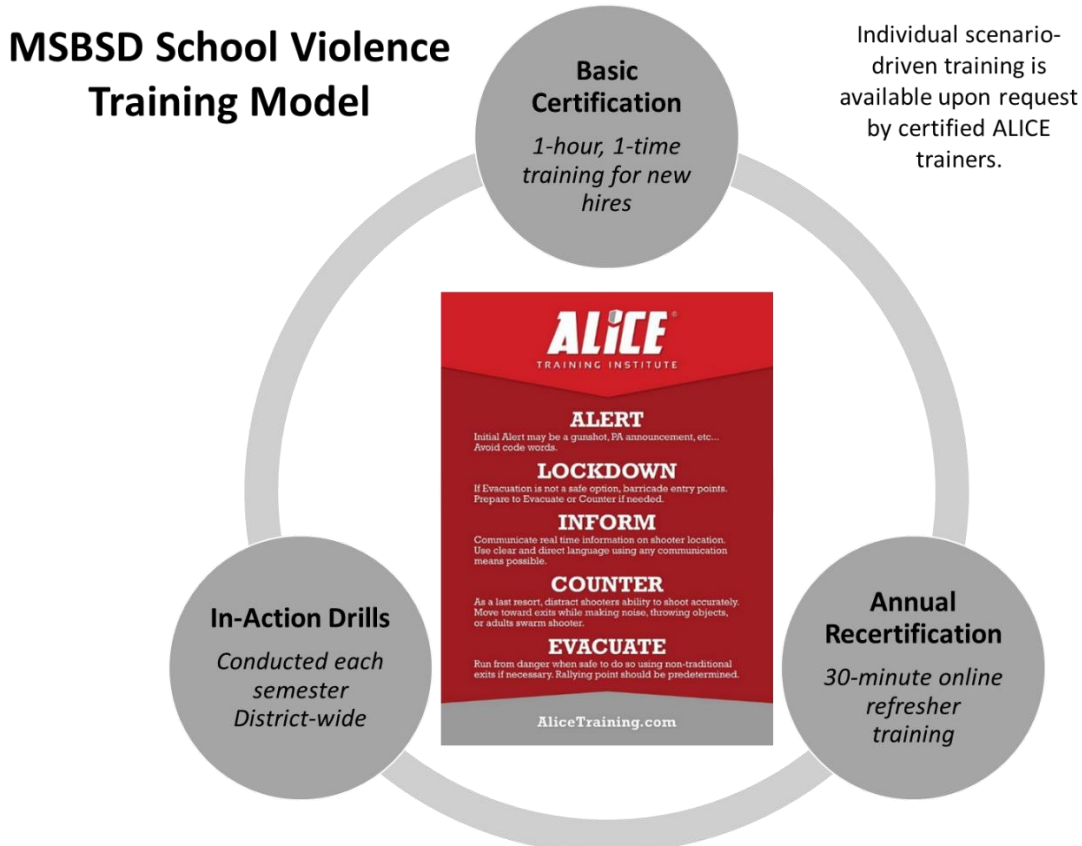 MSBSD School Violence
Training Model
Basic
Certification
1-hour, 1-time
training for new
hires
Individual scenario-
driven training is
available upon request
by certified ALICE
trainers.
ALiCE®
TRAINING INSTITUTE
ALERT
Initial Alert may be a gunshot, PA announcement, etc...
Avoid code words.
LOCKDOWN
If Evacuation is not a safe option, barricade entry points.
Prepare to Evacuate or Counter if needed.
INFORM
Communicate real time information on shooter location.
Use clear and direct language using any communication
means possible.
COUNTER
As a last resort, distract shooters ability to shoot accurately.
Move toward exits while making noise, throwing objects,
or adults swarm shooter.
EVACUATE
Run from danger when safe to do so using non-traditional
exits if necessary. Rallying point should be predetermined.
AliceTraining.com
In-Action Drills
Conducted each
semester
District-wide
Annual
Recertification
30-minute online
refresher
training